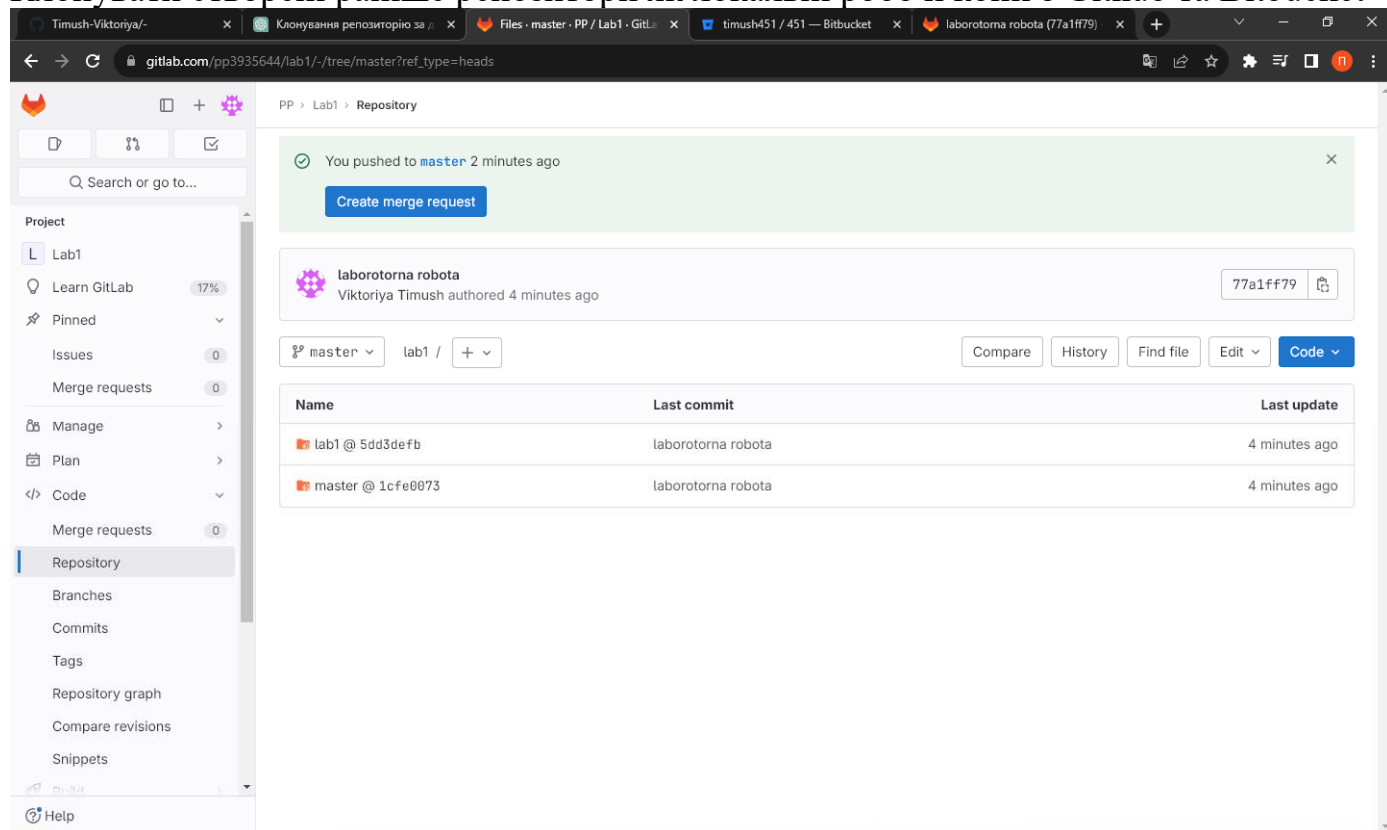 Timush-Viktoriya/-
Клонування репозиторію за
Files · master · PP / Lab1 · GitLa
timush451 / 451 — Bitbucket
laborotorna robota (77a1ff79)
gitlab.com/pp3935644/lab1/-/tree/master?ref_type=heads
П
Search or go to...
Project
L Lab1
Learn GitLab 17%
Pinned
Issues 0
Merge requests 0
Manage
Plan
Code
Merge requests 0
Repository
Branches
Commits
Tags
Repository graph
Compare revisions
Snippets
Build
Help
PP › Lab1 › Repository
You pushed to master 2 minutes ago
Create merge request
laborotorna robota
Viktoriya Timush authored 4 minutes ago
77a1ff79
master lab1 / +
Compare History Find file Edit Code
Name Last commit Last update
lab1 @ 5dd3defb laborotorna robota 4 minutes ago
master @ 1cfe0073 laborotorna robota 4 minutes ago